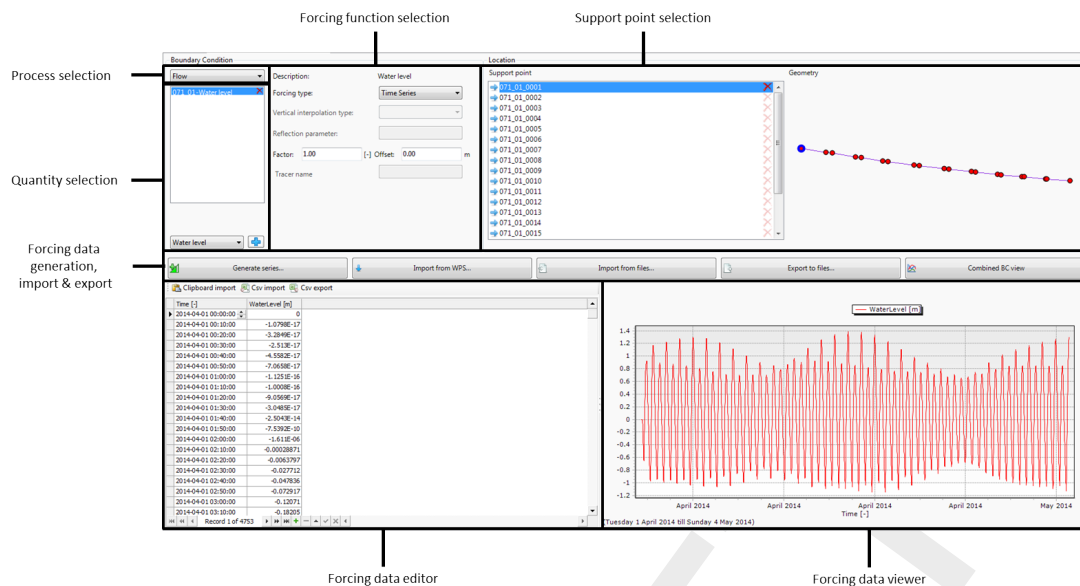 Forcing function selection
Support point selection
Process selection
Quantity selection
Forcing data
generation,
import & export
Boundary Condition
Flow
071_01-Water level
Water level
Description: Water level
Forcing type: Time Series
Vertical interpolation type:
Reflection parameter:
Factor: 1.00 [-] Offset: 0.00 m
Tracer name
Location
Support point
071_01_0001
071_01_0002
071_01_0003
071_01_0004
071_01_0005
071_01_0006
071_01_0007
071_01_0008
071_01_0009
071_01_0010
071_01_0011
071_01_0012
071_01_0013
071_01_0014
071_01_0015
Geometry
Generate series...
Import from WPS...
Import from files...
Export to files...
Combined BC view
Clipboard import Csv import Csv export
Time [-] WaterLevel [m]
2014-04-01 00:00:00 0
2014-04-01 00:10:00 -1.0798E-17
2014-04-01 00:20:00 -3.2849E-17
2014-04-01 00:30:00 -2.513E-17
2014-04-01 00:40:00 -4.5582E-17
2014-04-01 00:50:00 -7.0658E-17
2014-04-01 01:00:00 -1.1251E-16
2014-04-01 01:10:00 -1.0008E-16
2014-04-01 01:20:00 -9.0569E-17
2014-04-01 01:30:00 -3.0485E-17
2014-04-01 01:40:00 -2.5043E-14
2014-04-01 01:50:00 -7.5392E-10
2014-04-01 02:00:00 -1.611E-06
2014-04-01 02:10:00 -0.00028871
2014-04-01 02:20:00 -0.0063797
2014-04-01 02:30:00 -0.027712
2014-04-01 02:40:00 -0.047836
2014-04-01 02:50:00 -0.072917
2014-04-01 03:00:00 -0.12071
2014-04-01 03:10:00 -0.18205
Record 1 of 4753
WaterLevel [m]
1.4
1.2
1
0.8
0.6
0.4
0.2
0
-0.2
-0.4
-0.6
-0.8
-1
-1.2
April 2014 April 2014 April 2014 April 2014 May 2014
Time [-]
(Tuesday 1 April 2014 till Sunday 4 May 2014)
Forcing data editor
Forcing data viewer